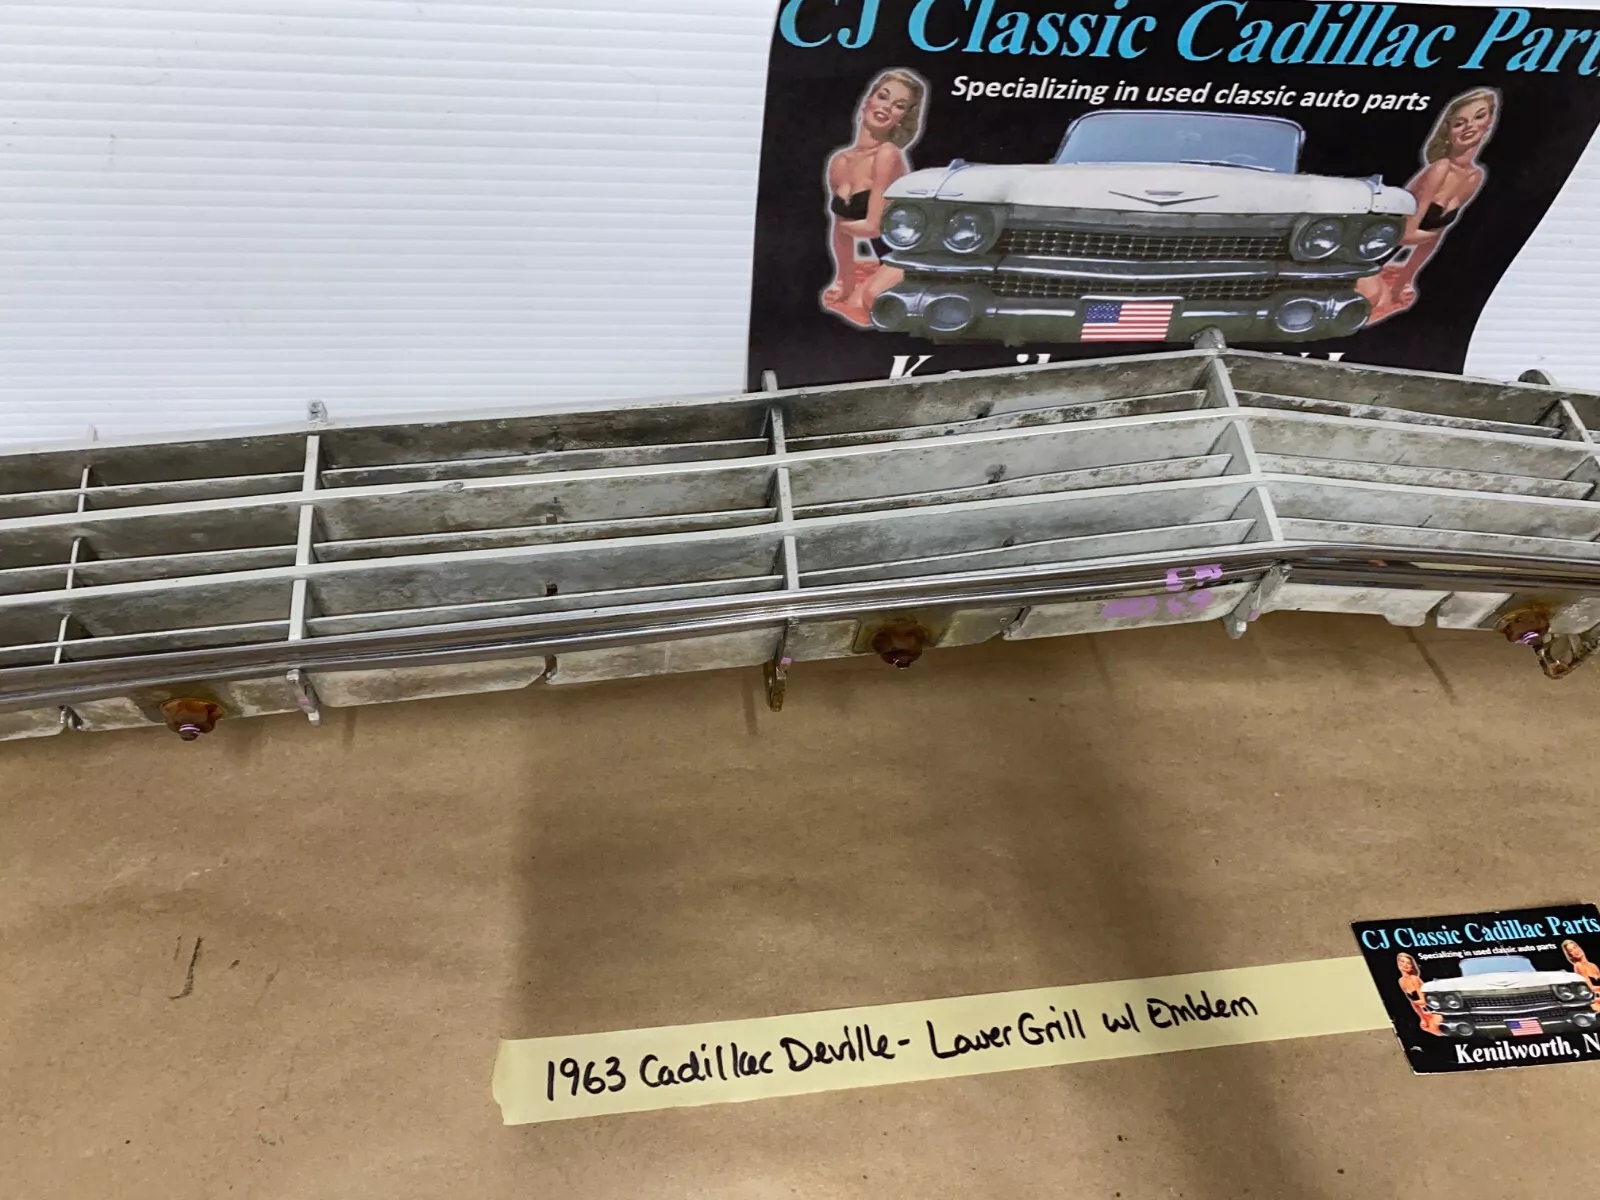 CJ Classic Cadillac Part
Specializing in used classic auto parts
1963 Cadillac Deville - Lower Grill w/ Emblem
CJ Classic Cadillac Parts
Specializing in used classic auto parts
Kenilworth, N